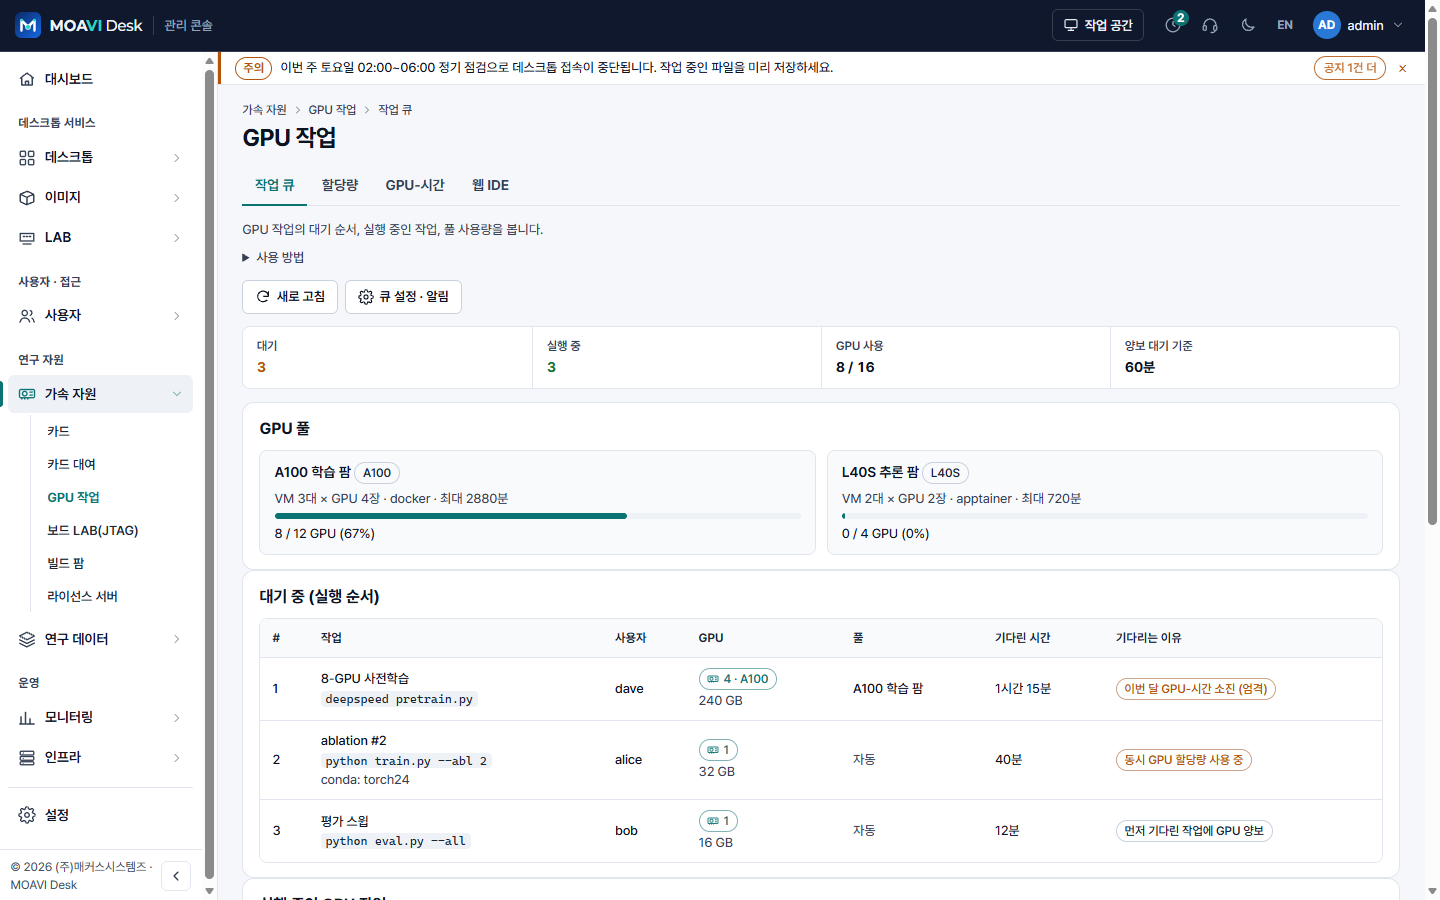 MOAVI Desk 관리 콘솔 작업 공간 2 EN AD admin
대시보드
데스크톱 서비스
데스크톱
이미지
LAB
사용자 · 접근
사용자
연구 자원
가속 자원
카드
카드 대여
GPU 작업
보드 LAB(JTAG)
빌드 팜
라이선스 서버
연구 데이터
운영
모니터링
인프라
설정
© 2026 (주)매커스시스템즈 ·
MOAVI Desk
주의 이번 주 토요일 02:00~06:00 정기 점검으로 데스크톱 접속이 중단됩니다. 작업 중인 파일을 미리 저장하세요. 공지 1건 더 ×
가속 자원 > GPU 작업 > 작업 큐
GPU 작업
작업 큐 할당량 GPU-시간 웹 IDE
GPU 작업의 대기 순서, 실행 중인 작업, 풀 사용량을 봅니다.
▶ 사용 방법
새로 고침 큐 설정 · 알림
대기 실행 중 GPU 사용 양보 대기 기준
3 3 8 / 16 60분
GPU 풀
A100 학습 팜 A100
VM 3대 × GPU 4장 · docker · 최대 2880분
8 / 12 GPU (67%)
L40S 추론 팜 L40S
VM 2대 × GPU 2장 · apptainer · 최대 720분
0 / 4 GPU (0%)
대기 중 (실행 순서)
# 작업 사용자 GPU 풀 기다린 시간 기다리는 이유
1 8-GPU 사전학습 dave 4 · A100 A100 학습 팜 1시간 15분 이번 달 GPU-시간 소진 (엄격)
deepspeed pretrain.py 240 GB
2 ablation #2 alice 1 자동 40분 동시 GPU 할당량 사용 중
python train.py --abl 2 32 GB
conda: torch24
3 평가 스윕 bob 1 자동 12분 먼저 기다린 작업에 GPU 양보
python eval.py --all 16 GB